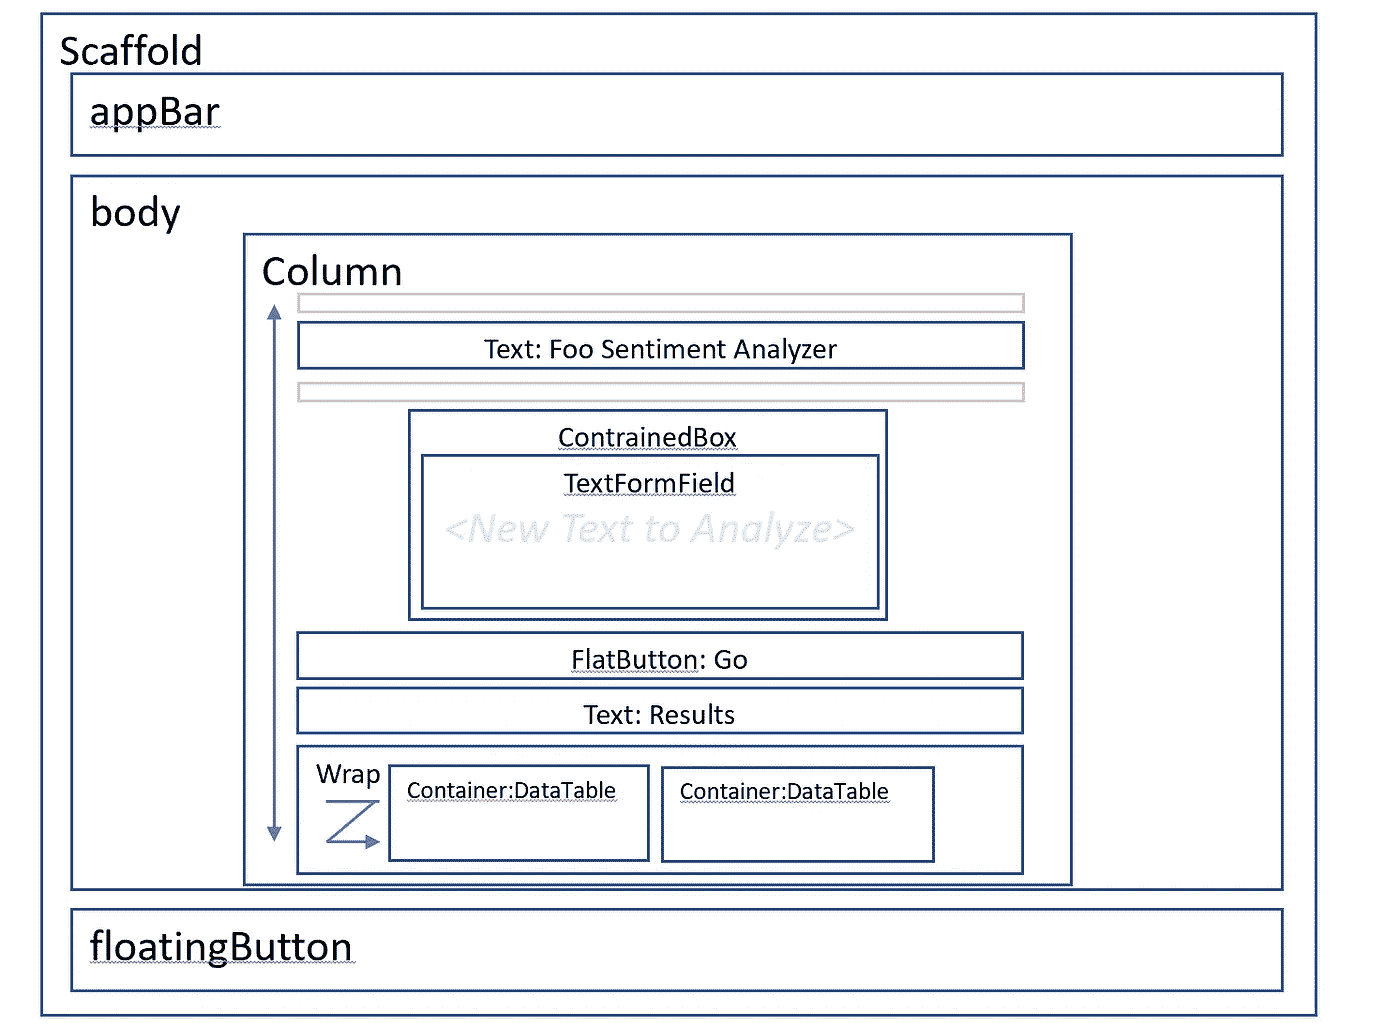 Scaffold
appBar
body
Column
Text: Foo Sentiment Analyzer
ContrainedBox
TextFormField
<New Text to Analyze>
FlatButton: Go
Text: Results
Wrap
Container:DataTable
Container:DataTable
floatingButton